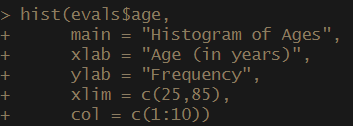 > hist(evals$age,
+      main = "Histogram of Ages",
+      xlab = "Age (in years)",
+      ylab = "Frequency",
+      xlim = c(25,85),
+      col = c(1:10))